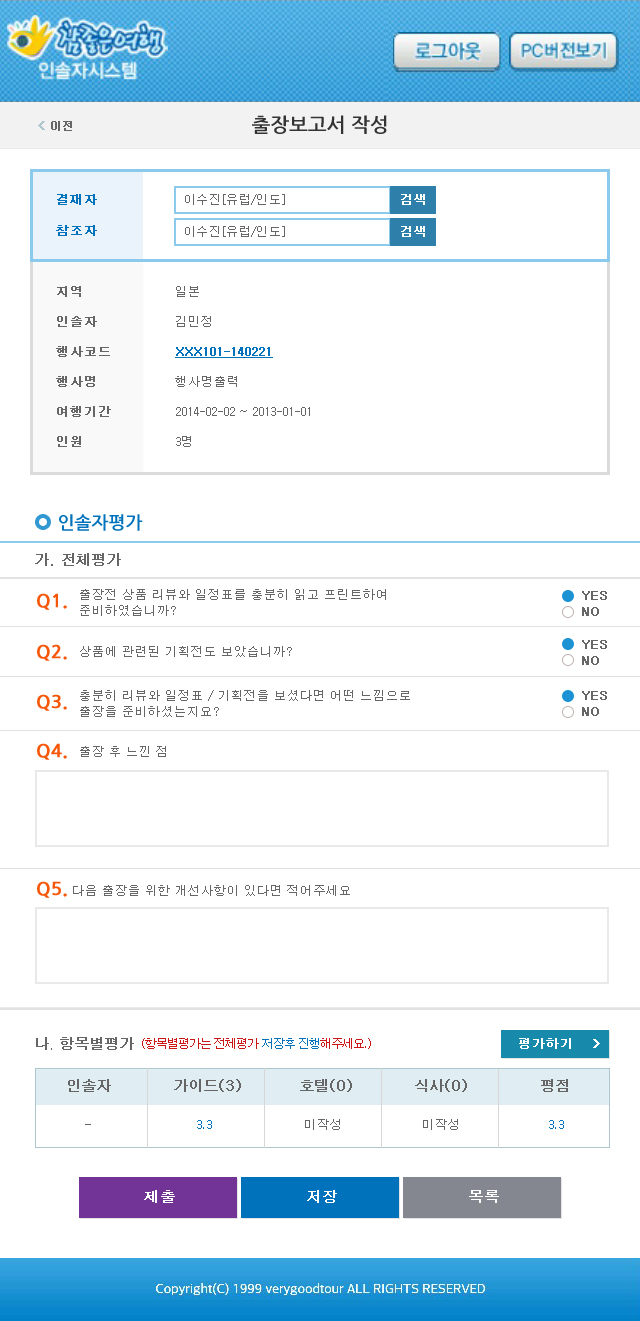 참좋은여행
인솔자시스템
로그아웃
PC버전보기
이전
출장보고서 작성
결재자
이수진[유럽/인도]
검색
참조자
이수진[유럽/인도]
검색
지역
일본
인솔자
김민정
행사코드
XXX101-140221
행사명
행사명출력
여행기간
2014-02-02 ~ 2013-01-01
인원
3명
인솔자평가
가. 전체평가
Q1.
출장전 상품 리뷰와 일정표를 충분히 읽고 프린트하여
준비하였습니까?
YES
NO
Q2.
상품에 관련된 기획전도 보았습니까?
YES
NO
Q3.
충분히 리뷰와 일정표 / 기획전을 보셨다면 어떤 느낌으로
출장을 준비하셨는지요?
YES
NO
Q4. 출장 후 느낀 점
Q5. 다음 출장을 위한 개선사항이 있다면 적어주세요
나. 항목별평가 (항목별평가는 전체평가 저장후 진행해주세요.)
평가하기
인솔자 가이드(3) 호텔(0) 식사(0) 평점
- 3.3 미작성 미작성 3.3
제출
저장
목록
Copyright(C) 1999 verygoodtour ALL RIGHTS RESERVED